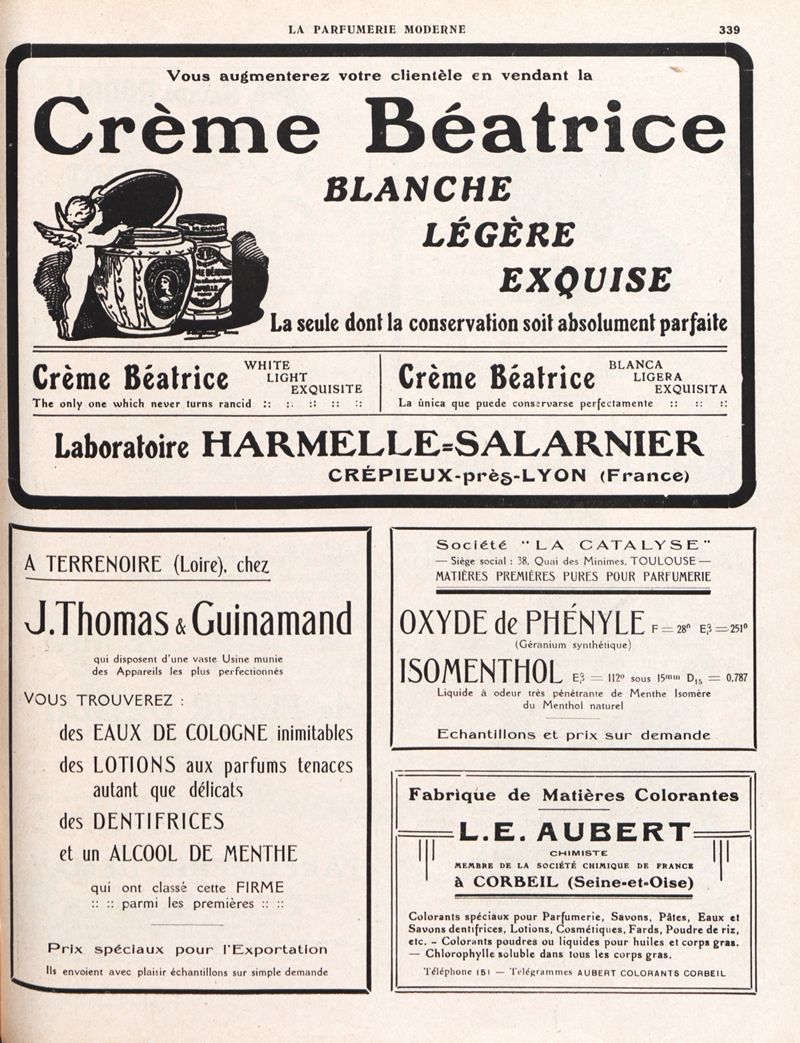 LA PARFUMERIE MODERNE
339
Vous augmenterez votre clientèle en vendant la
Crème Béatrice
BLANCHE
LÉGÈRE
EXQUISE
La seule dont la conservation soit absolument parfaite
Crème Béatrice
WHITE
LIGHT
EXQUISITE
The only one which never turns rancid :: :: :: :: ::
Crème Béatrice
BLANCA
LIGERA
EXQUISITA
La única que puede conservarse perfectamente :: :: ::
Laboratoire HARMELLE=SALARNIER
CRÉPIEUX-près-LYON (France)
A TERRENOIRE (Loire), chez
J. Thomas & Guinamand
qui disposent d'une vaste Usine munie
des Appareils les plus perfectionnés
VOUS TROUVEREZ :
des EAUX DE COLOGNE inimitables
des LOTIONS aux parfums tenaces
autant que délicats
des DENTIFRICES
et un ALCOOL DE MENTHE
qui ont classé cette FIRME
:: :: parmi les premières :: ::
Prix spéciaux pour l'Exportation
Ils envoient avec plaisir échantillons sur simple demande
Société "LA CATALYSE"
— Siège social : 38, Quai des Minimes, TOULOUSE —
MATIÈRES PREMIÈRES PURES POUR PARFUMERIE
OXYDE de PHÉNYLE F = 28° Eb = 251°
(Géranium synthétique)
ISOMENTHOL Eb = 112° sous 15mm D15 = 0,787
Liquide à odeur très pénétrante de Menthe Isomère
du Menthol naturel
Echantillons et prix sur demande
Fabrique de Matières Colorantes
L.E. AUBERT
CHIMISTE
MEMBRE DE LA SOCIÉTÉ CHIMIQUE DE FRANCE
à CORBEIL (Seine-et-Oise)
Colorants spéciaux pour Parfumerie, Savons, Pâtes, Eaux et
Savons dentifrices, Lotions, Cosmétiques, Fards, Poudre de riz,
etc. – Colorants poudres ou liquides pour huiles et corps gras.
— Chlorophylle soluble dans tous les corps gras.
Téléphone 151 — Télégrammes AUBERT COLORANTS CORBEIL